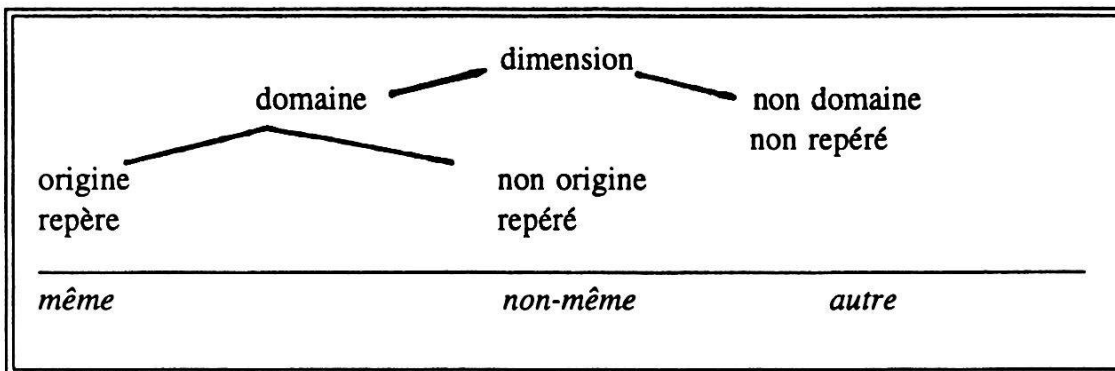 dimension
domaine non domaine
non repéré
origine non origine
repère repéré
même non-même autre